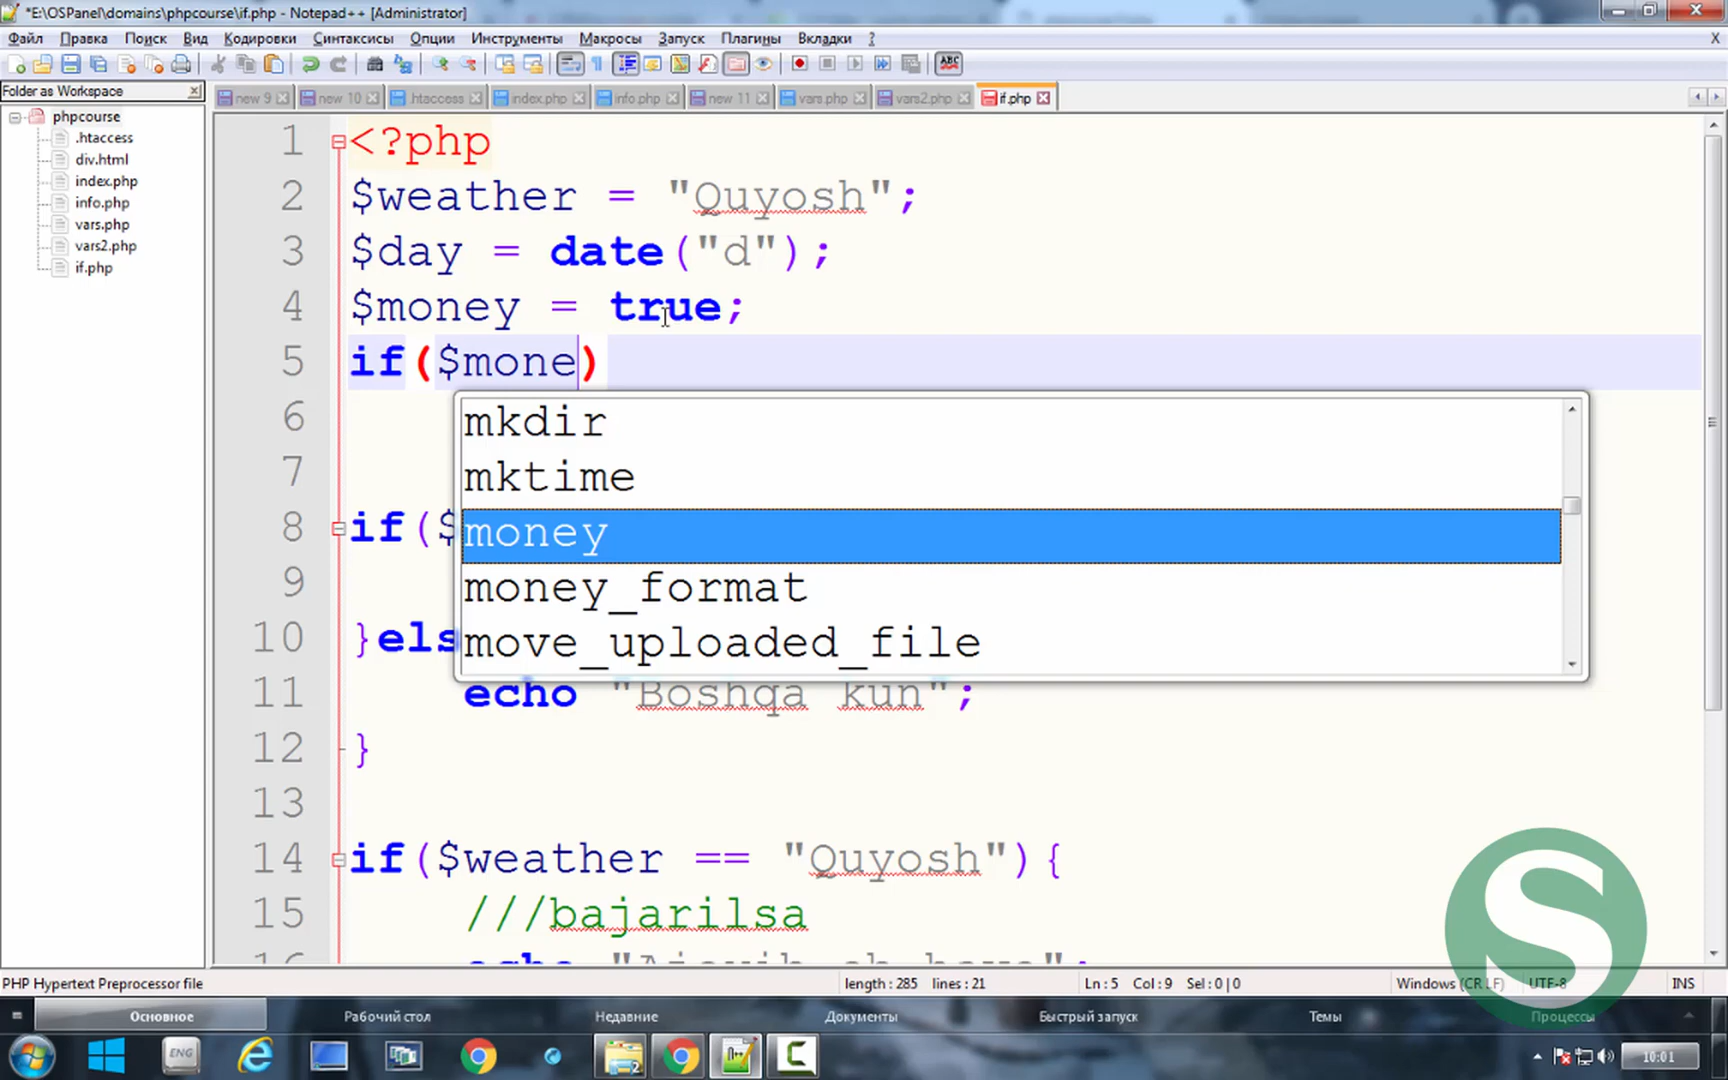 *E:\OSPanel\domains\phpcourse\if.php - Notepad++ [Administrator]
Файл Правка Поиск Вид Кодировки Синтаксисы Опции Инструменты Макросы Запуск Плагины Вкладки ? X
ABC
Folder as Workspace
new 9 new 10 .htaccess index.php info.php new 11 vars.php vars2.php if.php
phpcourse
.htaccess
div.html
index.php
info.php
vars.php
vars2.php
if.php
1 <?php
2 $weather = "Quyosh";
3 $day = date("d");
4 $money = true;
5 if($mone)
6
7
8 if($
9
10 }els
11 echo "Boshqa kun";
12 }
13
14 if($weather == "Quyosh"){
15 ///bajarilsa
mkdir
mktime
money
money_format
move_uploaded_file
S
PHP Hypertext Preprocessor file length : 285 lines : 21 Ln : 5 Col : 9 Sel : 0 | 0 Windows (CR LF) UTF-8 INS
Основное Рабочий стол Недавние Документы Быстрый запуск Темы Процессы
ENG 10:01